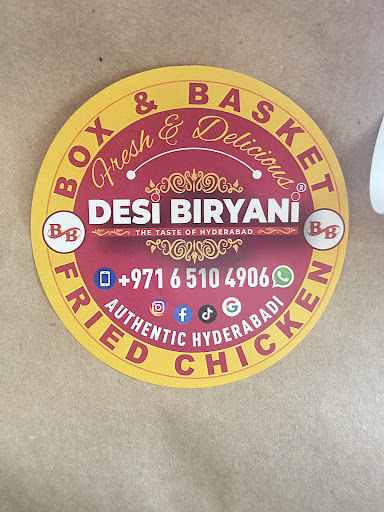 BOX & BASKET
Fresh & Delicious
DESi BIRYANi®
THE TASTE OF HYDERABAD
BB
BB
+971 6 510 4906
AUTHENTIC HYDERABADI
FRIED CHICKEN